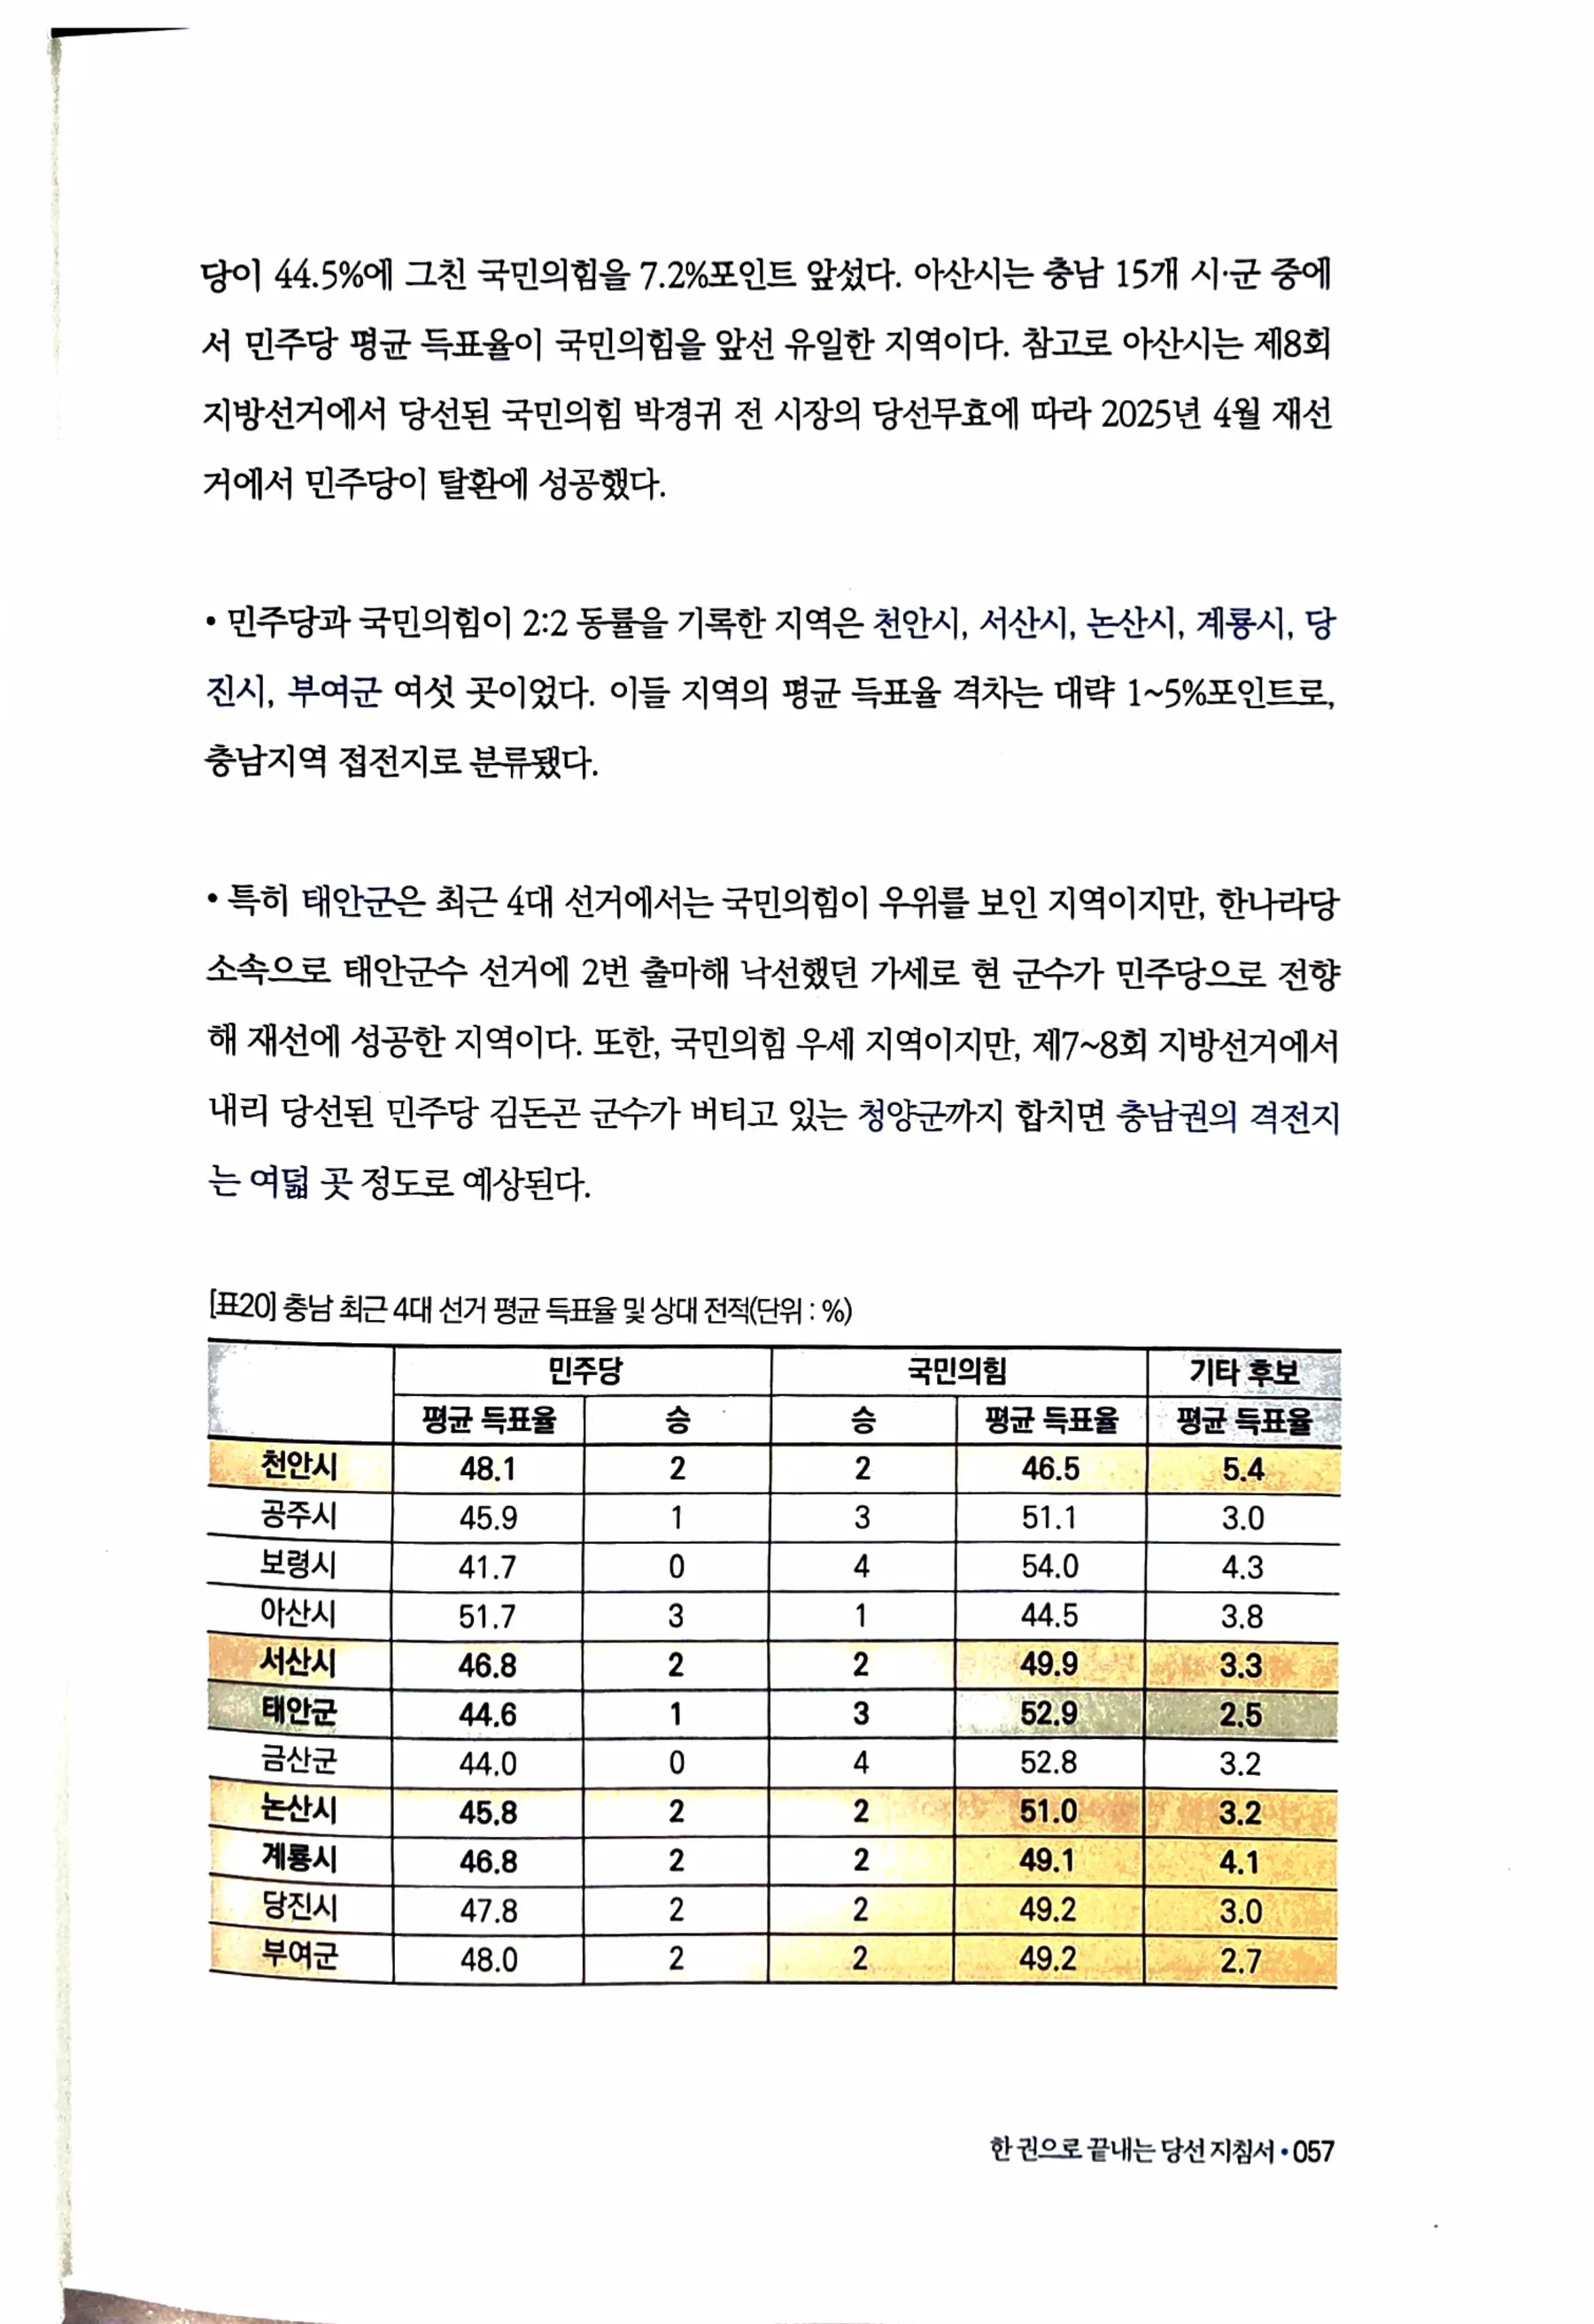 당이 44.5%에 그친 국민의힘을 7.2%포인트 앞섰다. 아산시는 충남 15개 시·군 중에
서 민주당 평균 득표율이 국민의힘을 앞선 유일한 지역이다. 참고로 아산시는 제8회
지방선거에서 당선된 국민의힘 박경귀 전 시장의 당선무효에 따라 2025년 4월 재선
거에서 민주당이 탈환에 성공했다.
• 민주당과 국민의힘이 2:2 동률을 기록한 지역은 천안시, 서산시, 논산시, 계룡시, 당
진시, 부여군 여섯 곳이었다. 이들 지역의 평균 득표율 격차는 대략 1~5%포인트로,
충남지역 접전지로 분류됐다.
• 특히 태안군은 최근 4대 선거에서는 국민의힘이 우위를 보인 지역이지만, 한나라당
소속으로 태안군수 선거에 2번 출마해 낙선했던 가세로 현 군수가 민주당으로 전향
해 재선에 성공한 지역이다. 또한, 국민의힘 우세 지역이지만, 제7~8회 지방선거에서
내리 당선된 민주당 김돈곤 군수가 버티고 있는 청양군까지 합치면 충남권의 격전지
는 여덟 곳 정도로 예상된다.
[표20] 충남 최근 4대 선거 평균 득표율 및 상대 전적(단위 : %)
민주당 국민의힘 기타 후보
평균 득표율 승 승 평균 득표율 평균 득표율
천안시 48.1 2 2 46.5 5.4
공주시 45.9 1 3 51.1 3.0
보령시 41.7 0 4 54.0 4.3
아산시 51.7 3 1 44.5 3.8
서산시 46.8 2 2 49.9 3.3
태안군 44.6 1 3 52.9 2.5
금산군 44.0 0 4 52.8 3.2
논산시 45.8 2 2 51.0 3.2
계룡시 46.8 2 2 49.1 4.1
당진시 47.8 2 2 49.2 3.0
부여군 48.0 2 2 49.2 2.7
한 권으로 끝내는 당선 지침서 • 057